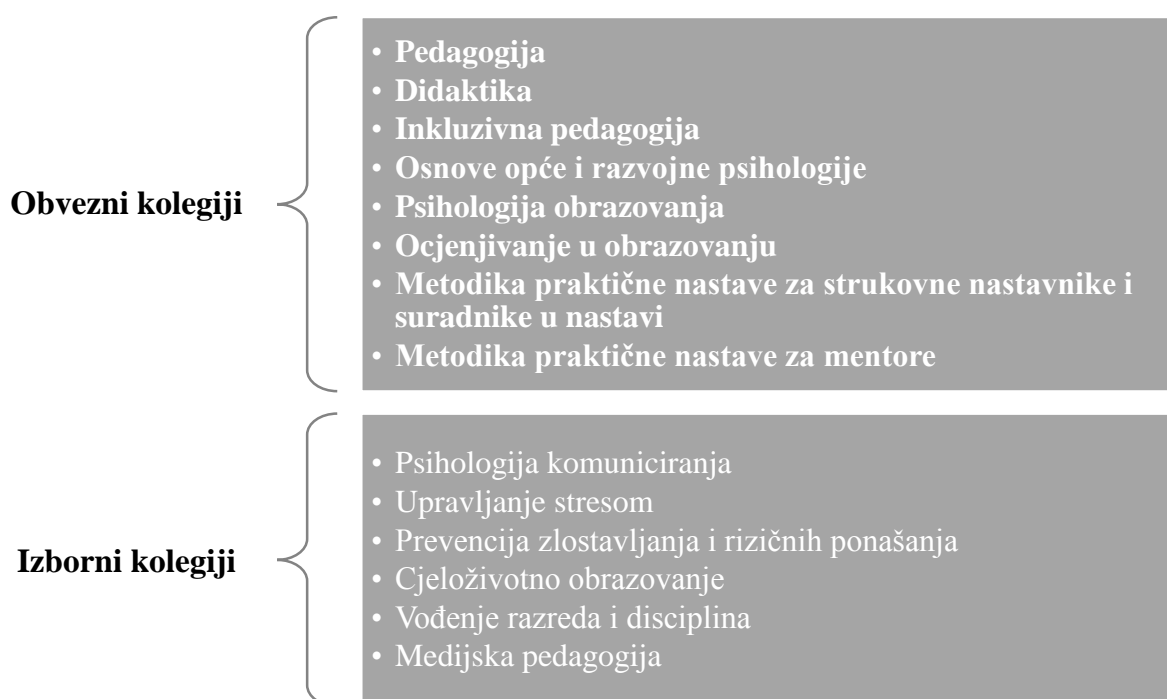 Obvezni kolegiji
• Pedagogija
• Didaktika
• Inkluzivna pedagogija
• Osnove opće i razvojne psihologije
• Psihologija obrazovanja
• Ocjenjivanje u obrazovanju
• Metodika praktične nastave za strukovne nastavnike i
suradnike u nastavi
• Metodika praktične nastave za mentore
Izborni kolegiji
• Psihologija komuniciranja
• Upravljanje stresom
• Prevencija zlostavljanja i rizičnih ponašanja
• Cjeloživotno obrazovanje
• Vođenje razreda i disciplina
• Medijska pedagogija